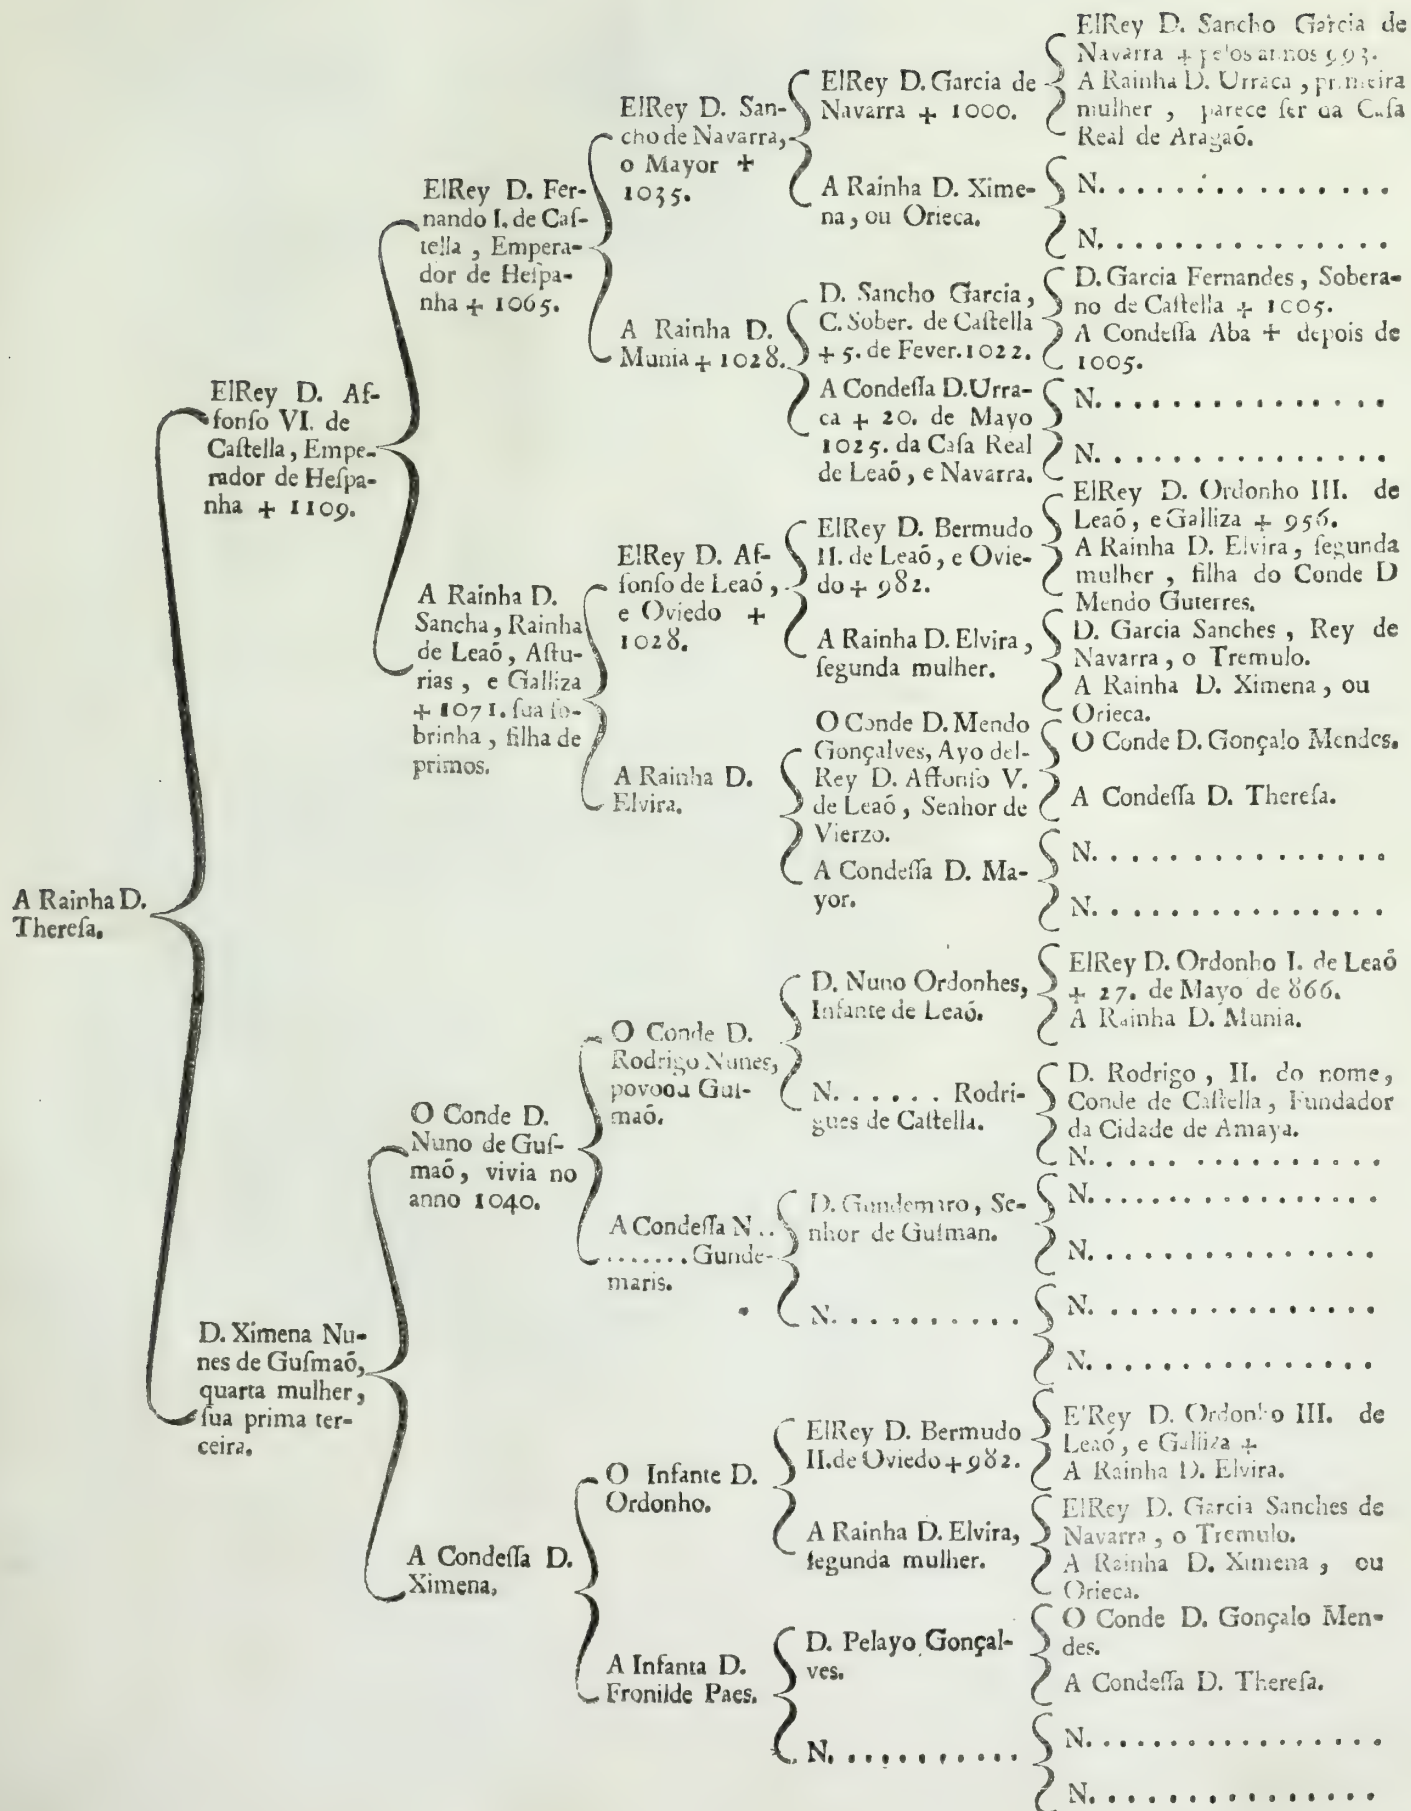 A Rainha D.
Thereſa.
ElRey D. Af-
fonſo VI. de
Caſtella, Empe-
rador de Heſpa-
nha + 1109.
D. Ximena Nu-
nes de Guſmaõ,
quarta mulher,
ſua prima ter-
ceira.
ElRey D. Fer-
nando I. de Caſ-
tella, Empera-
dor de Heſpa-
nha + 1065.
A Rainha D.
Sancha, Rainha
de Leaõ, Aſtu-
rias, e Galliza
+ 1071. ſua ſo-
brinha, filha de
primos.
O Conde D.
Nuno de Guſ-
maõ, vivia no
anno 1040.
A Condeſſa D.
Ximena,
ElRey D. San-
cho de Navarra,
o Mayor +
1035.
A Rainha D.
Munia + 1028.
ElRey D. Af-
fonſo de Leaõ,
e Oviedo +
1028.
A Rainha D.
Elvira.
O Conde D.
Rodrigo Nunes,
povoou Guſ-
maõ.
A Condeſſa N..
....... Gunde-
maris.
O Infante D.
Ordonho.
A Infanta D.
Fronilde Paes.
ElRey D. Garcia de
Navarra + 1000.
A Rainha D. Xime-
na, ou Orieca.
D. Sancho Garcia,
C. Sober. de Caſtella
+ 5. de Fever. 1022.
A Condeſſa D. Urra-
ca + 20. de Mayo
1025. da Caſa Real
de Leaõ, e Navarra.
ElRey D. Bermudo
II. de Leaõ, e Ovie-
do + 982.
A Rainha D. Elvira,
ſegunda mulher.
O Conde D. Mendo
Gonçalves, Ayo del-
Rey D. Affonſo V.
de Leaõ, Senhor de
Vierzo.
A Condeſſa D. Ma-
yor.
D. Nuno Ordonhes,
Infante de Leaõ.
N. ...... Rodri-
gues de Caſtella.
D. Gundemaro, Se-
nhor de Guſman.
N. ..........
ElRey D. Bermudo
II. de Oviedo + 982.
A Rainha D. Elvira,
ſegunda mulher.
D. Pelayo Gonçal-
ves.
N. ..........
ElRey D. Sancho Garcia de
Navarra + pelos annos 993.
A Rainha D. Urraca, primeira
mulher, parece ſer da Caſa
Real de Aragaõ.
N. ...............
N. ...............
D. Garcia Fernandes, Sobera-
no de Caſtella + 1005.
A Condeſſa Aba + depois de
1005.
N. ...............
N. ...............
ElRey D. Ordonho III. de
Leaõ, e Galliza + 956.
A Rainha D. Elvira, ſegunda
mulher, filha do Conde D
Mendo Guterres.
D. Garcia Sanches, Rey de
Navarra, o Tremulo.
A Rainha D. Ximena, ou
Orieca.
O Conde D. Gonçalo Mendes.
A Condeſſa D. Thereſa.
N. ...............
N. ...............
ElRey D. Ordonho I. de Leaõ
+ 27. de Mayo de 866.
A Rainha D. Munia.
D. Rodrigo, II. do nome,
Conde de Caſtella, Fundador
da Cidade de Amaya.
N. ...............
N. ...............
N. ...............
N. ...............
N. ...............
ElRey D. Ordonho III. de
Leaõ, e Galliza +
A Rainha D. Elvira.
ElRey D. Garcia Sanches de
Navarra, o Tremulo.
A Rainha D. Ximena, ou
Orieca.
O Conde D. Gonçalo Men-
des.
A Condeſſa D. Thereſa.
N. ...............
N. ...............